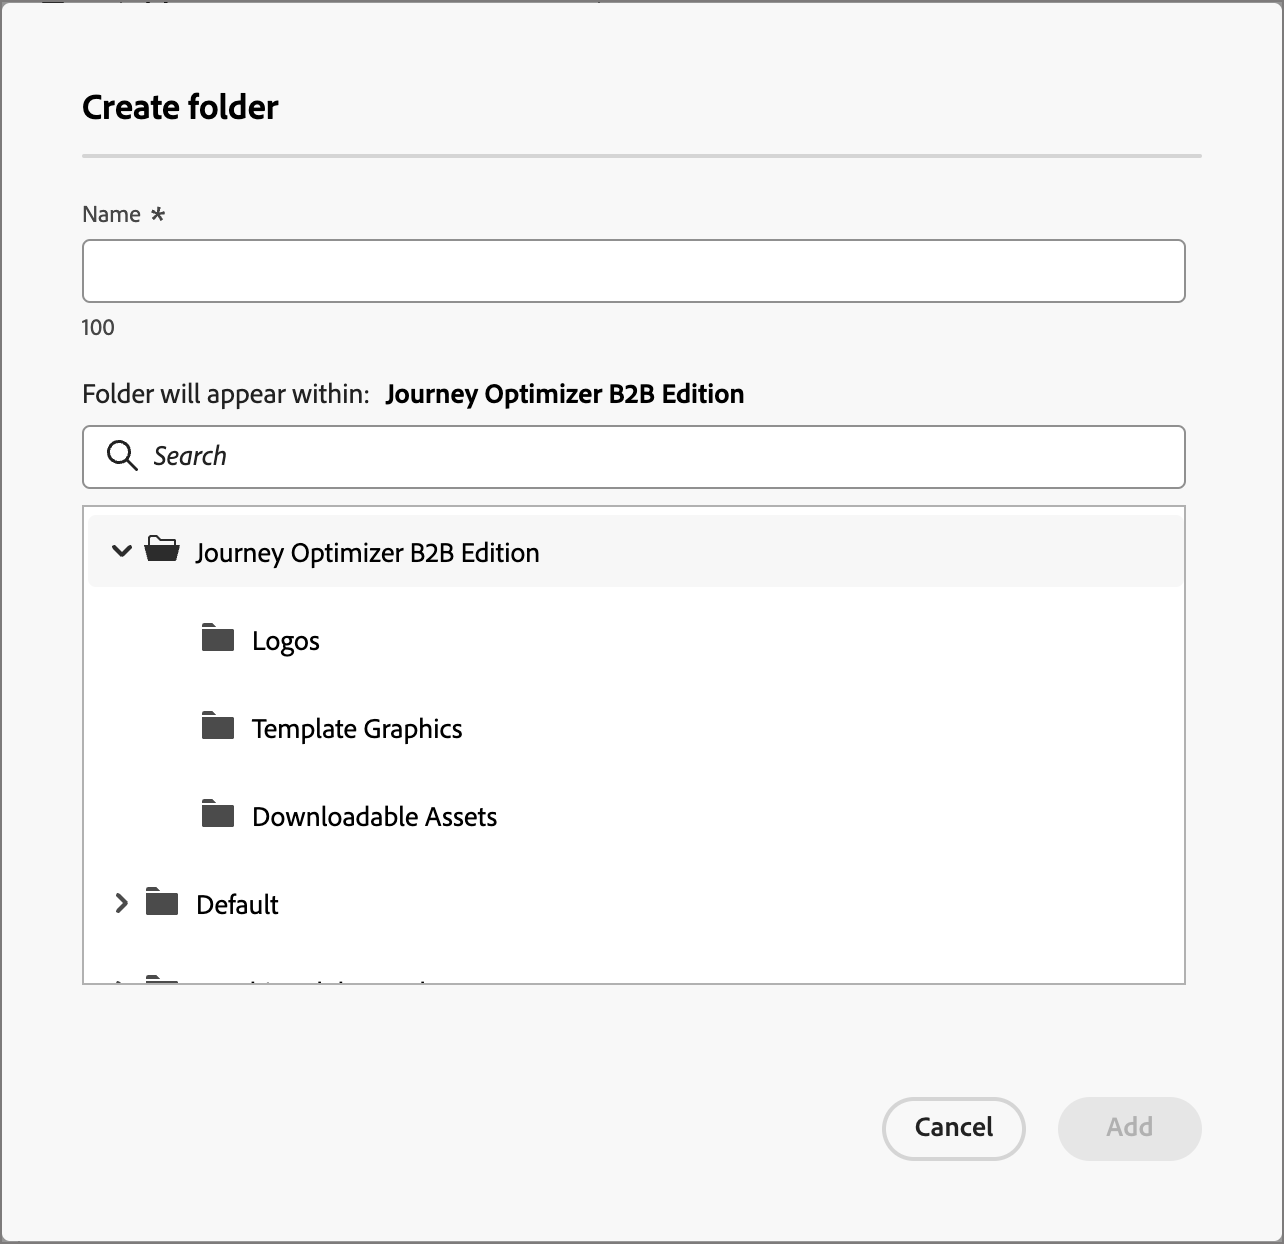 Create folder
Name *
100
Folder will appear within: Journey Optimizer B2B Edition
Search
Journey Optimizer B2B Edition
Logos
Template Graphics
Downloadable Assets
Default
Cancel Add